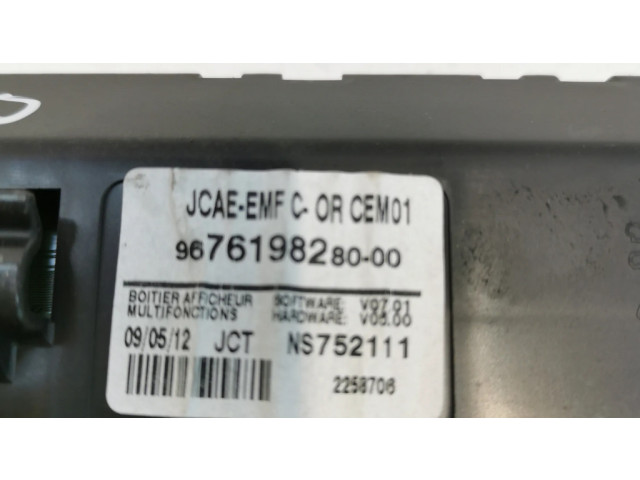 JCAE-EMF C- OR CEM01
9676198280-00
BOITIER AFFICHEUR SOFTWARE: V07.01
MULTIFONCTIONS HARDWARE: V05.00
09/05/12 JCT NS752111
2258706